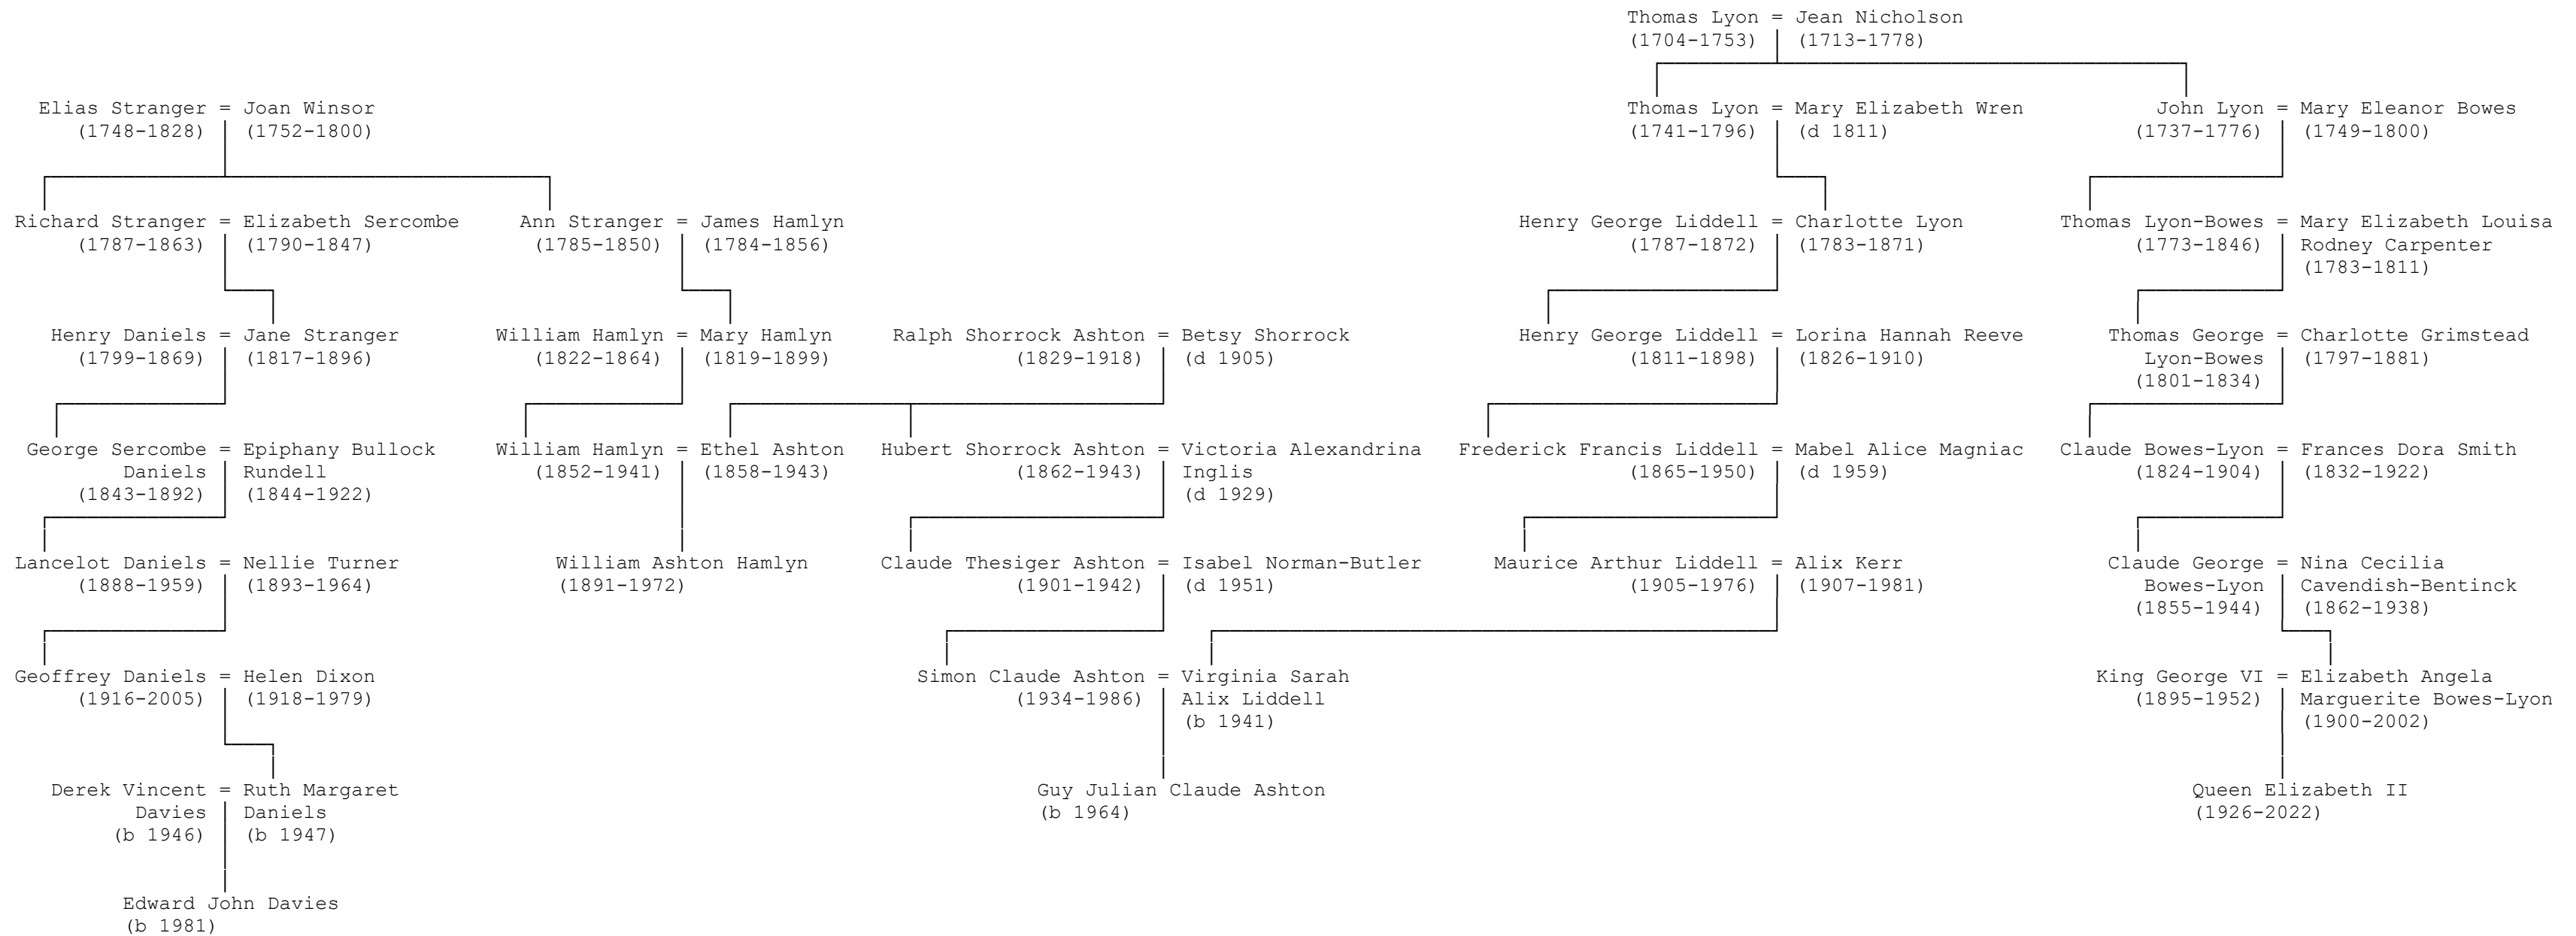 Thomas Lyon = Jean Nicholson
(1704-1753) (1713-1778)
Elias Stranger = Joan Winsor Thomas Lyon = Mary Elizabeth Wren John Lyon = Mary Eleanor Bowes
(1748-1828) (1752-1800) (1741-1796) (d 1811) (1737-1776) (1749-1800)
Richard Stranger = Elizabeth Sercombe Ann Stranger = James Hamlyn Henry George Liddell = Charlotte Lyon Thomas Lyon-Bowes = Mary Elizabeth Louisa
(1787-1863) (1790-1847) (1785-1850) (1784-1856) (1787-1872) (1783-1871) (1773-1846) Rodney Carpenter
(1783-1811)
Henry Daniels = Jane Stranger William Hamlyn = Mary Hamlyn Ralph Shorrock Ashton = Betsy Shorrock Henry George Liddell = Lorina Hannah Reeve Thomas George = Charlotte Grimstead
(1799-1869) (1817-1896) (1822-1864) (1819-1899) (1829-1918) (d 1905) (1811-1898) (1826-1910) Lyon-Bowes (1797-1881)
(1801-1834)
George Sercombe = Epiphany Bullock William Hamlyn = Ethel Ashton Hubert Shorrock Ashton = Victoria Alexandrina Frederick Francis Liddell = Mabel Alice Magniac Claude Bowes-Lyon = Frances Dora Smith
Daniels Rundell (1852-1941) (1858-1943) (1862-1943) Inglis (1865-1950) (d 1959) (1824-1904) (1832-1922)
(1843-1892) (1844-1922) (d 1929)
Lancelot Daniels = Nellie Turner William Ashton Hamlyn Claude Thesiger Ashton = Isabel Norman-Butler Maurice Arthur Liddell = Alix Kerr Claude George = Nina Cecilia
(1888-1959) (1893-1964) (1891-1972) (1901-1942) (d 1951) (1905-1976) (1907-1981) Bowes-Lyon Cavendish-Bentinck
(1855-1944) (1862-1938)
Geoffrey Daniels = Helen Dixon Simon Claude Ashton = Virginia Sarah King George VI = Elizabeth Angela
(1916-2005) (1918-1979) (1934-1986) Alix Liddell (1895-1952) Marguerite Bowes-Lyon
(b 1941) (1900-2002)
Derek Vincent = Ruth Margaret Guy Julian Claude Ashton Queen Elizabeth II
Davies Daniels (b 1964) (1926-2022)
(b 1946) (b 1947)
Edward John Davies
(b 1981)